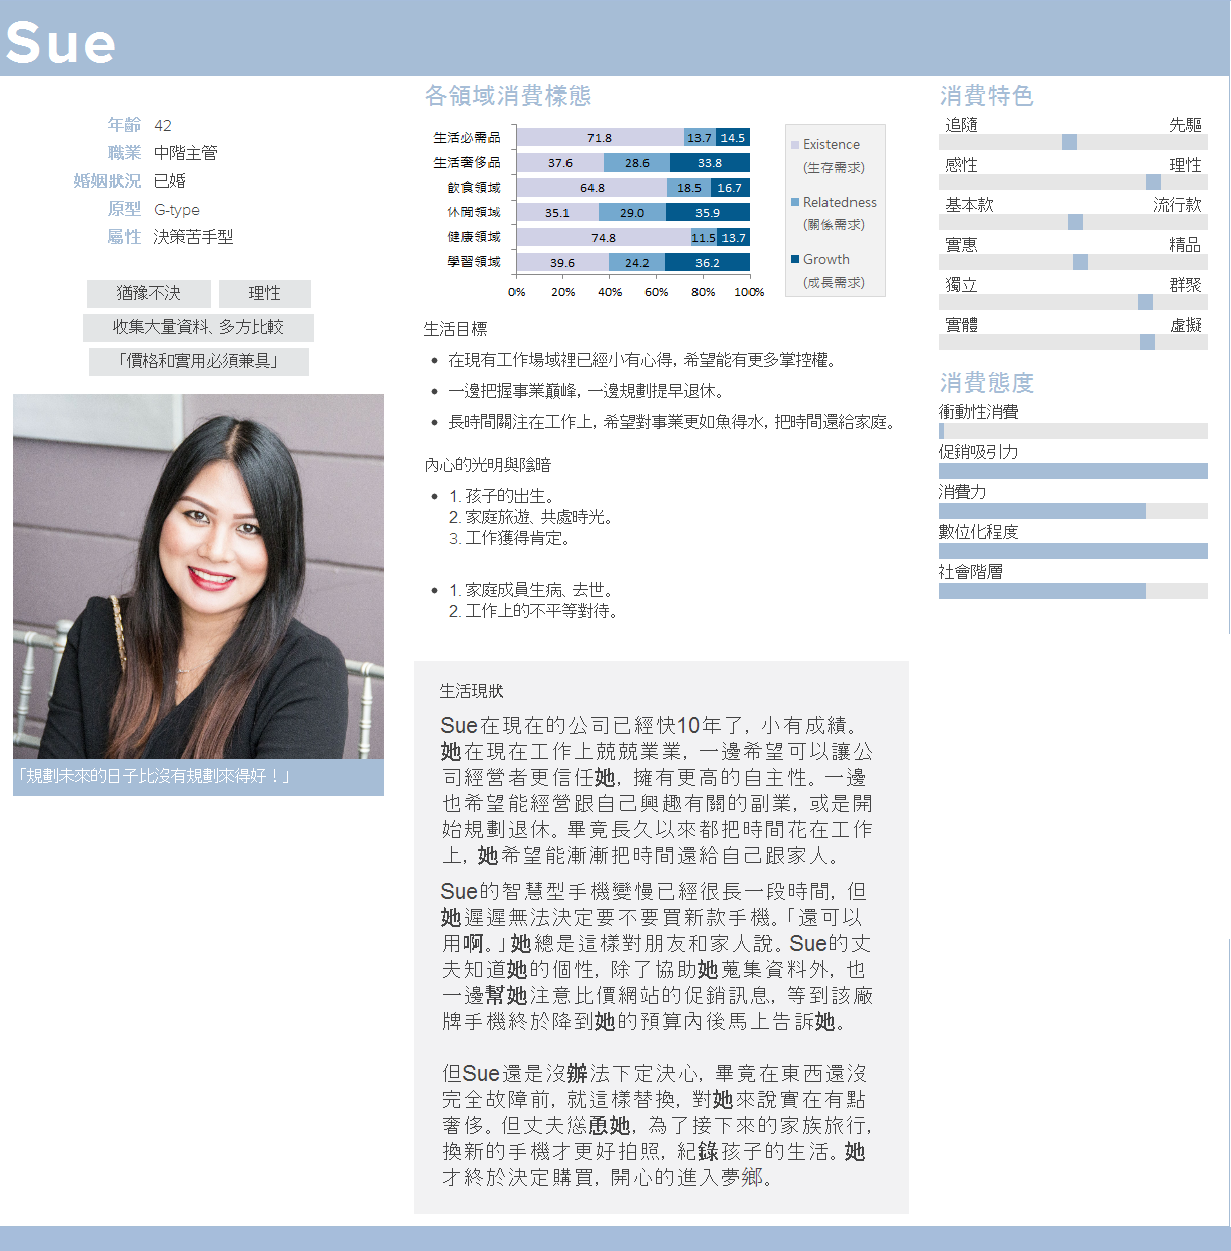 Sue
年齡 42
職業 中階主管
婚姻狀況 已婚
原型 G-type
屬性 決策苦手型
猶豫不決 理性
收集大量資料、多方比較
「價格和實用必須兼具」
「規劃未來的日子比沒有規劃來得好！」
各領域消費樣態
生活必需品 71.8 13.7 14.5
生活奢侈品 37.6 28.6 33.8
飲食領域 64.8 18.5 16.7
休閒領域 35.1 29.0 35.9
健康領域 74.8 11.5 13.7
學習領域 39.6 24.2 36.2
0% 20% 40% 60% 80% 100%
Existence
(生存需求)
Relatedness
(關係需求)
Growth
(成長需求)
生活目標
• 在現有工作場域裡已經小有心得，希望能有更多掌控權。
• 一邊把握事業巔峰，一邊規劃提早退休。
• 長時間關注在工作上，希望對事業更如魚得水，把時間還給家庭。
內心的光明與陰暗
• 1. 孩子的出生。
2. 家庭旅遊、共處時光。
3. 工作獲得肯定。
• 1. 家庭成員生病、去世。
2. 工作上的不平等對待。
生活現狀
Sue在現在的公司已經快10年了，小有成績。
她在現在工作上兢兢業業，一邊希望可以讓公
司經營者更信任她，擁有更高的自主性。一邊
也希望能經營跟自己興趣有關的副業，或是開
始規劃退休。畢竟長久以來都把時間花在工作
上，她希望能漸漸把時間還給自己跟家人。
Sue的智慧型手機變慢已經很長一段時間，但
她遲遲無法決定要不要買新款手機。「還可以
用啊。」她總是這樣對朋友和家人說。Sue的丈
夫知道她的個性，除了協助她蒐集資料外，也
一邊幫她注意比價網站的促銷訊息，等到該廠
牌手機終於降到她的預算內後馬上告訴她。
但Sue還是沒辦法下定決心，畢竟在東西還沒
完全故障前，就這樣替換，對她來說實在有點
奢侈。但丈夫慫恿她，為了接下來的家族旅行，
換新的手機才更好拍照，紀錄孩子的生活。她
才終於決定購買，開心的進入夢鄉。
消費特色
追隨 先驅
感性 理性
基本款 流行款
實惠 精品
獨立 群聚
實體 虛擬
消費態度
衝動性消費
促銷吸引力
消費力
數位化程度
社會階層